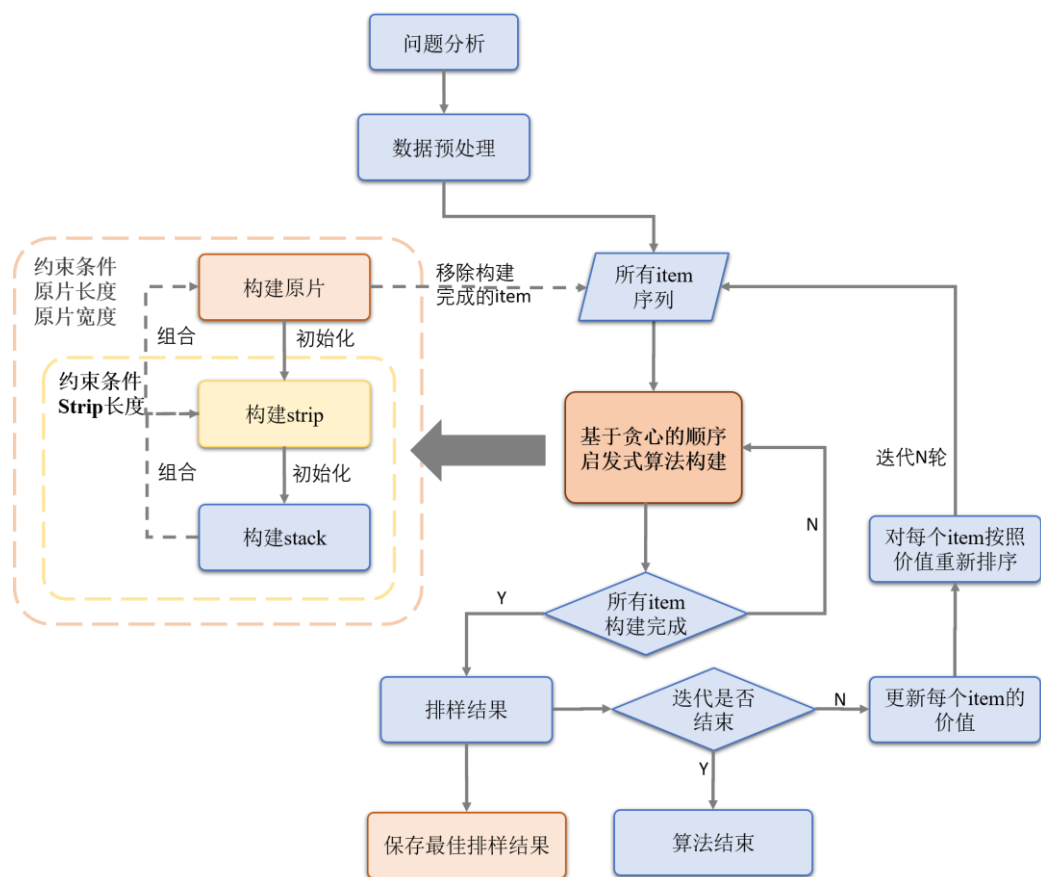 问题分析
数据预处理
约束条件
原片长度
原片宽度
构建原片
移除构建
完成的item
所有item
序列
组合
初始化
约束条件
Strip长度
构建strip
组合
初始化
构建stack
基于贪心的顺序
启发式算法构建
迭代N轮
N
对每个item按照
价值重新排序
Y
所有item
构建完成
排样结果
迭代是否
结束
N
更新每个item的
价值
Y
保存最佳排样结果
算法结束